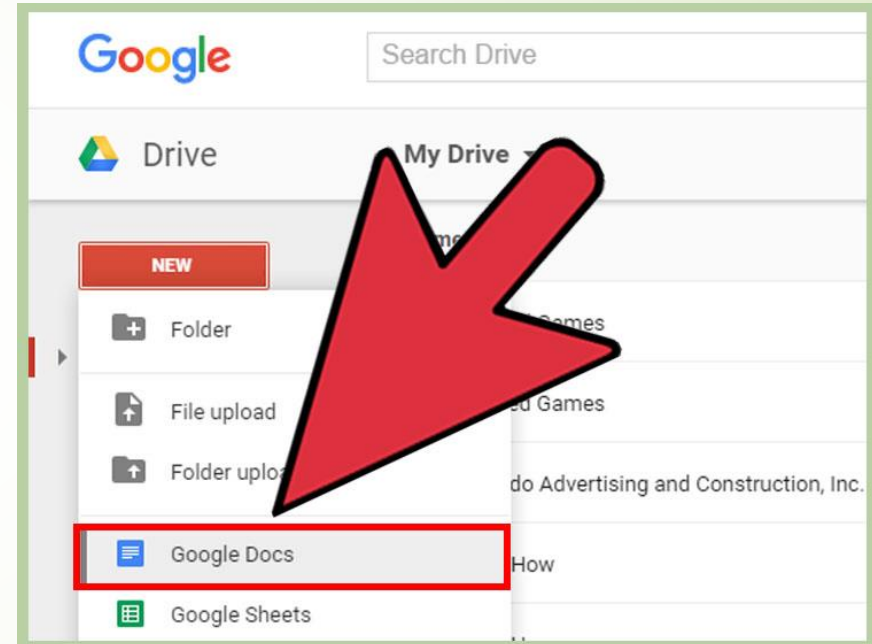 Google
Search Drive
Drive
My Drive
NEW
Folder
Games
File upload
Games
Folder
do Advertising and Construction, Inc.
Google Docs
How
Google Sheets